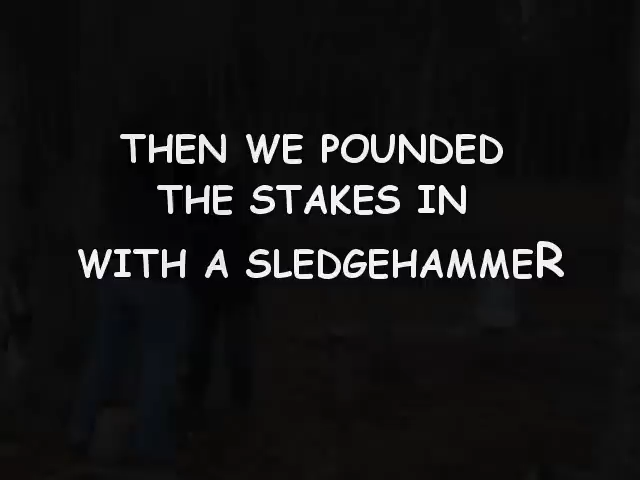 THEN WE POUNDED
THE STAKES IN
WITH A SLEDGEHAMMER